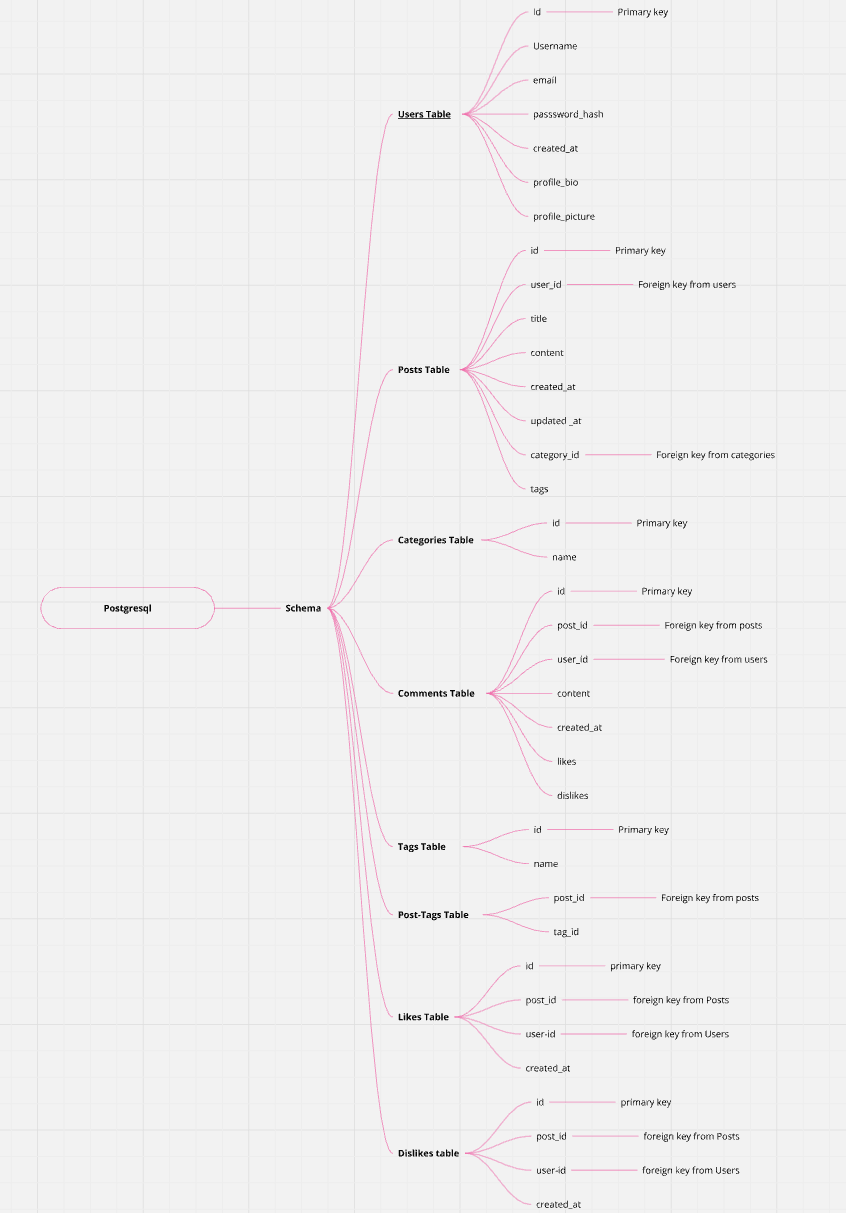 Id Primary key
Username
email
Users Table
passsword_hash
created_at
profile_bio
profile_picture
id Primary key
user_id Foreign key from users
title
content
Posts Table
created_at
updated _at
category_id Foreign key from categories
tags
id Primary key
Categories Table
name
id Primary key
Postgresql
Schema
post_id Foreign key from posts
user_id Foreign key from users
Comments Table
content
created_at
likes
dislikes
id Primary key
Tags Table
name
post_id Foreign key from posts
Post-Tags Table
tag_id
id primary key
post_id foreign key from Posts
Likes Table
user-id foreign key from Users
created_at
id primary key
post_id foreign key from Posts
Dislikes table
user-id foreign key from Users
created_at